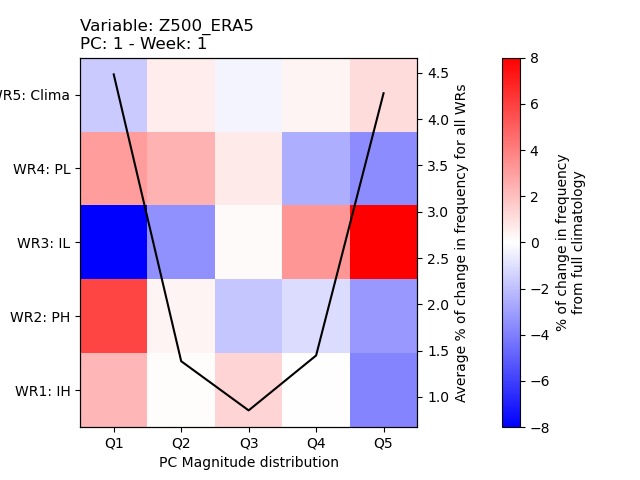 Variable: Z500_ERA5
PC: 1 - Week: 1
WR5: Clima
WR4: PL
WR3: IL
WR2: PH
WR1: IH
Q1 Q2 Q3 Q4 Q5
PC Magnitude distribution
4.5
4.0
3.5
3.0
2.5
2.0
1.5
1.0
Average % of change in frequency for all WRs
8
6
4
2
0
−2
−4
−6
−8
% of change in frequency
from full climatology